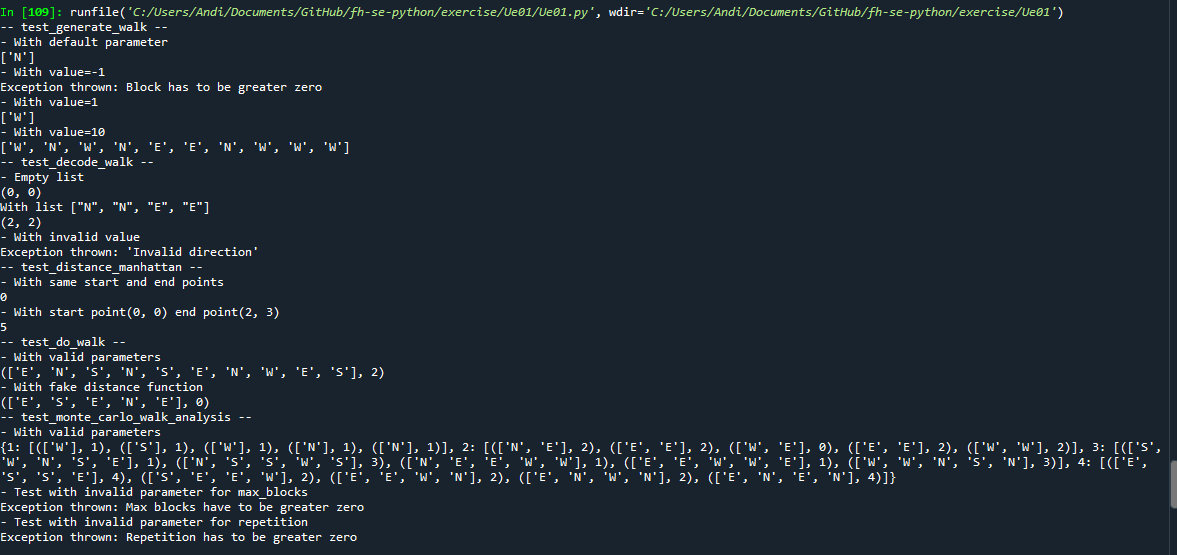 In [109]: runfile('C:/Users/Andi/Documents/GitHub/fh-se-python/exercise/Ue01/Ue01.py', wdir='C:/Users/Andi/Documents/GitHub/fh-se-python/exercise/Ue01')
-- test_generate_walk --
- With default parameter
['N']
- With value=-1
Exception thrown: Block has to be greater zero
- With value=1
['W']
- With value=10
['W', 'N', 'W', 'N', 'E', 'E', 'N', 'W', 'W', 'W']
-- test_decode_walk --
- Empty list
(0, 0)
With list ["N", "N", "E", "E"]
(2, 2)
- With invalid value
Exception thrown: 'Invalid direction'
-- test_distance_manhattan --
- With same start and end points
0
- With start point(0, 0) end point(2, 3)
5
-- test_do_walk --
- With valid parameters
(['E', 'N', 'S', 'N', 'S', 'E', 'N', 'W', 'E', 'S'], 2)
- With fake distance function
(['E', 'S', 'E', 'N', 'E'], 0)
-- test_monte_carlo_walk_analysis --
- With valid parameters
{1: [(['W'], 1), (['S'], 1), (['W'], 1), (['N'], 1), (['N'], 1)], 2: [(['N', 'E'], 2), (['E', 'E'], 2), (['W', 'E'], 0), (['E', 'E'], 2), (['W', 'W'], 2)], 3: [(['S',
'W', 'N', 'S', 'E'], 1), (['N', 'S', 'S', 'W', 'S'], 3), (['N', 'E', 'E', 'W', 'W'], 1), (['E', 'E', 'W', 'W', 'E'], 1), (['W', 'W', 'N', 'S', 'N'], 3)], 4: [(['E',
'S', 'S', 'E'], 4), (['S', 'E', 'E', 'W'], 2), (['E', 'E', 'W', 'N'], 2), (['E', 'N', 'W', 'N'], 2), (['E', 'N', 'E', 'N'], 4)]}
- Test with invalid parameter for max_blocks
Exception thrown: Max blocks have to be greater zero
- Test with invalid parameter for repetition
Exception thrown: Repetition has to be greater zero